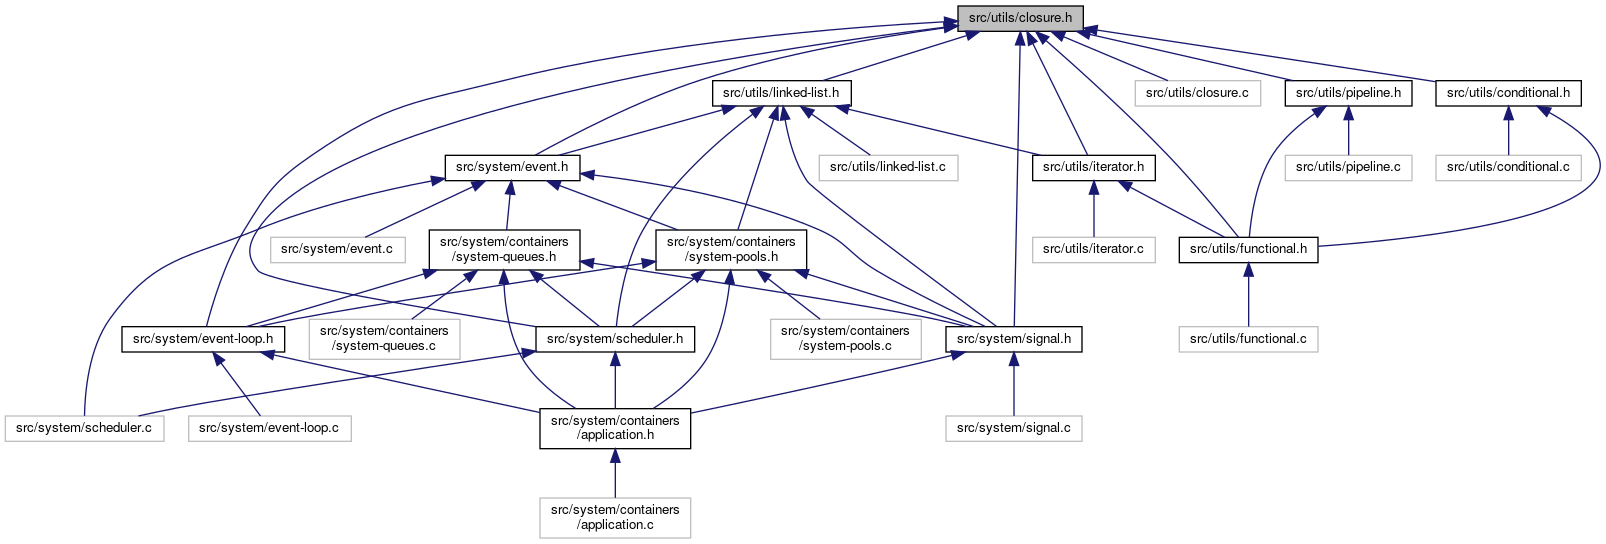 src/utils/closure.h
src/utils/linked-list.h
src/utils/closure.c
src/utils/pipeline.h
src/utils/conditional.h
src/system/event.h
src/utils/linked-list.c
src/utils/iterator.h
src/utils/pipeline.c
src/utils/conditional.c
src/system/event.c
src/system/containers
/system-queues.h
src/system/containers
/system-pools.h
src/utils/iterator.c
src/utils/functional.h
src/system/event-loop.h
src/system/containers
/system-queues.c
src/system/scheduler.h
src/system/containers
/system-pools.c
src/system/signal.h
src/utils/functional.c
src/system/scheduler.c
src/system/event-loop.c
src/system/containers
/application.h
src/system/signal.c
src/system/containers
/application.c